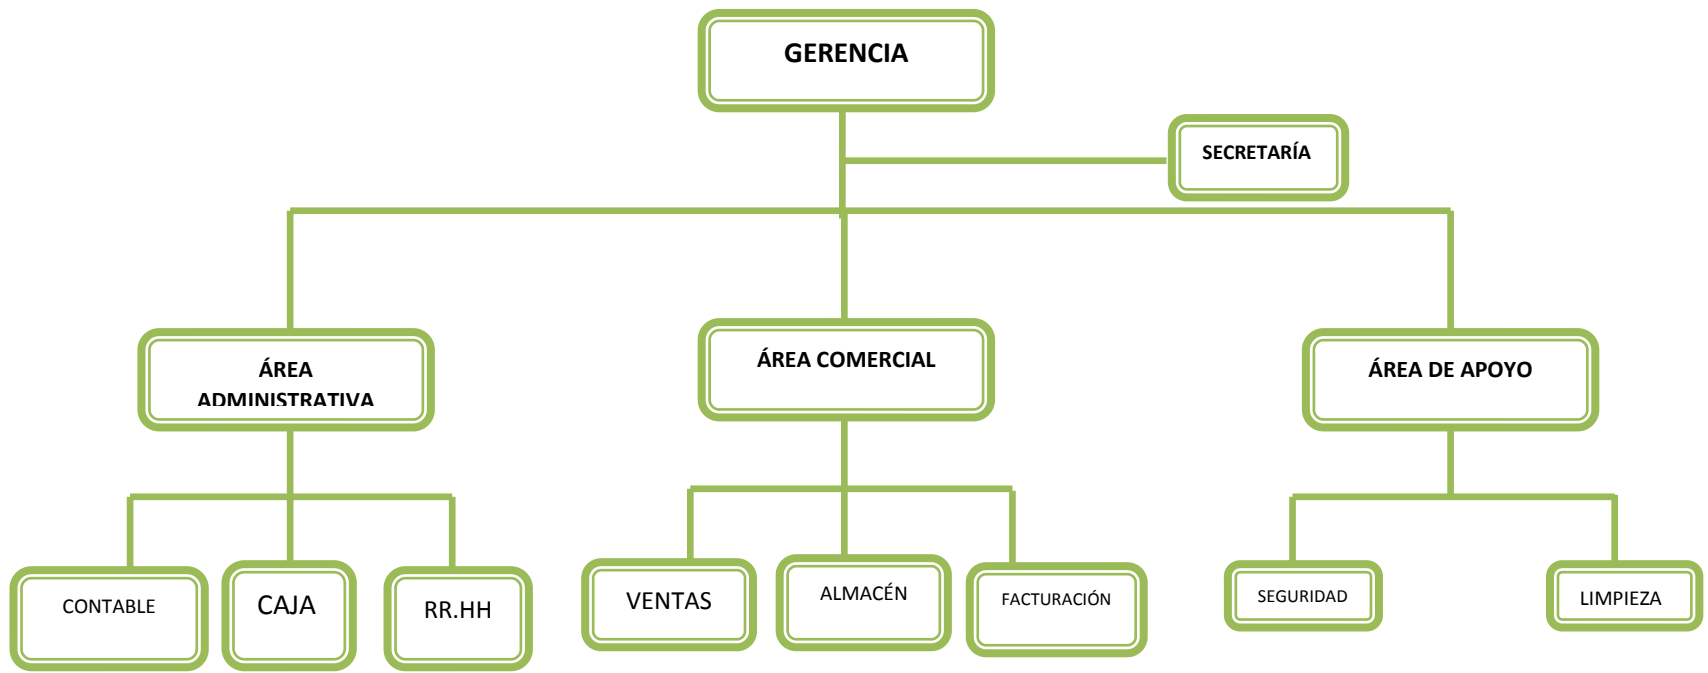 GERENCIA
SECRETARÍA
ÁREA
ADMINISTRATIVA
ÁREA COMERCIAL
ÁREA DE APOYO
CONTABLE
CAJA
RR.HH
VENTAS
ALMACÉN
FACTURACIÓN
SEGURIDAD
LIMPIEZA